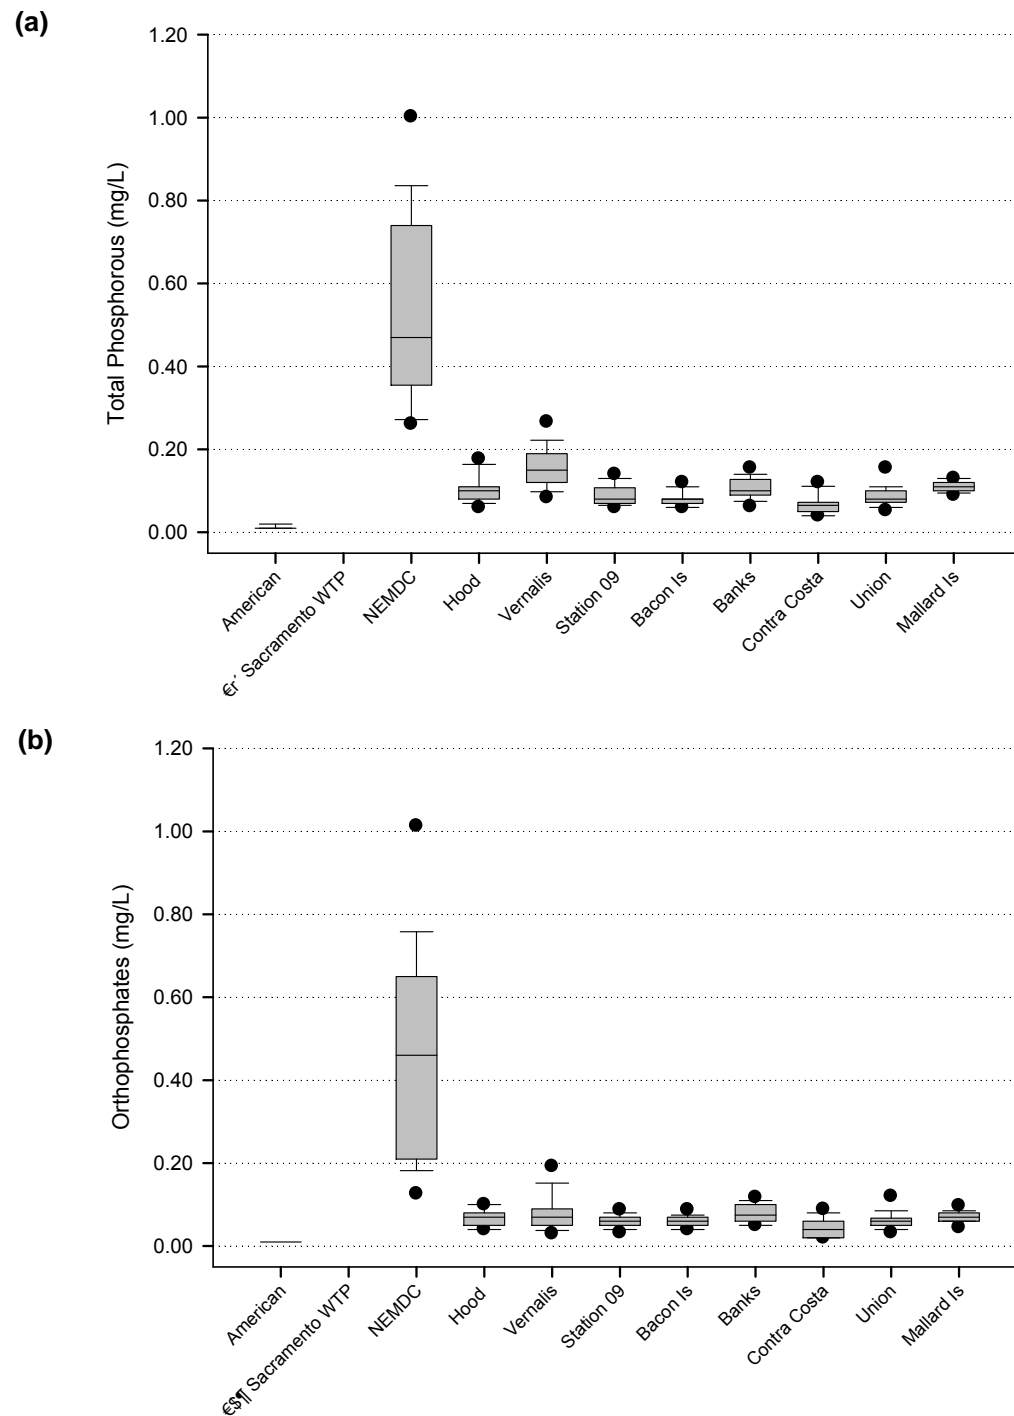 (a)
1.20
1.00
0.80
0.60
0.40
0.20
0.00
Total Phosphorous (mg/L)
American
Sacramento WTP
NEMDC
Hood
Vernalis
Station 09
Bacon Is
Banks
Contra Costa
Union
Mallard Is
(b)
1.20
1.00
0.80
0.60
0.40
0.20
0.00
Orthophosphates (mg/L)
American
Sacramento WTP
NEMDC
Hood
Vernalis
Station 09
Bacon Is
Banks
Contra Costa
Union
Mallard Is